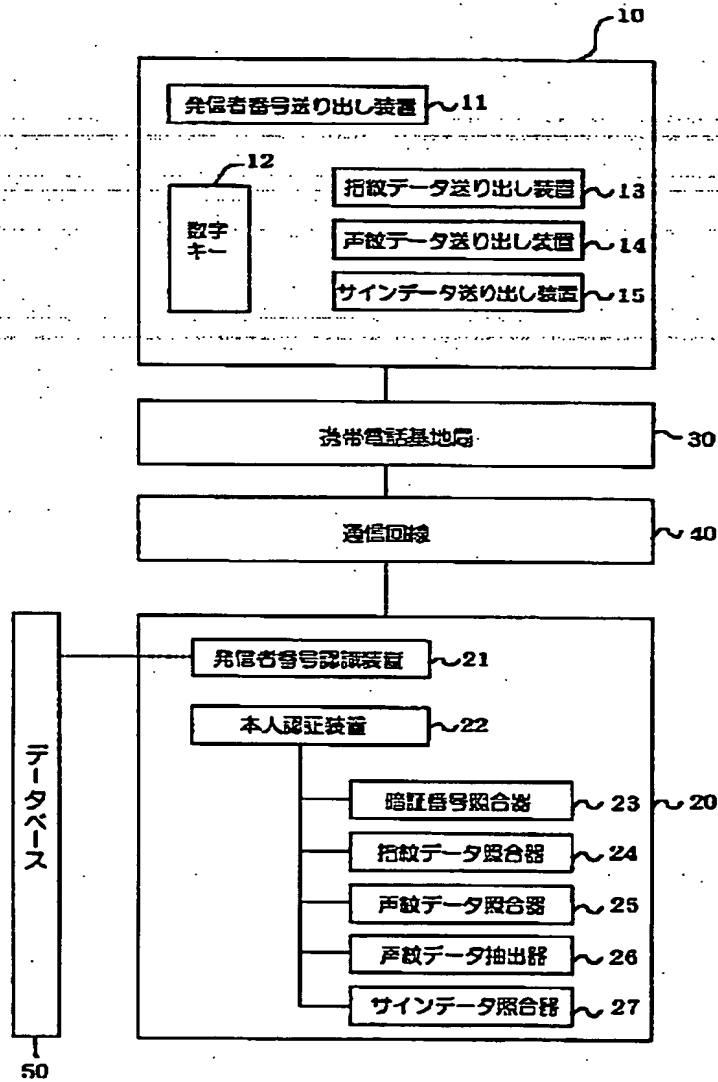 10
発信者番号送り出し装置 11
12
数字
キー
指紋データ送り出し装置 13
声紋データ送り出し装置 14
サインデータ送り出し装置 15
携帯電話基地局 30
通信回線 40
発信者番号認識装置 21
本人認証装置 22
暗証番号照合器 23
20
指紋データ照合器 24
声紋データ照合器 25
声紋データ抽出器 26
サインデータ照合器 27
データベース
50